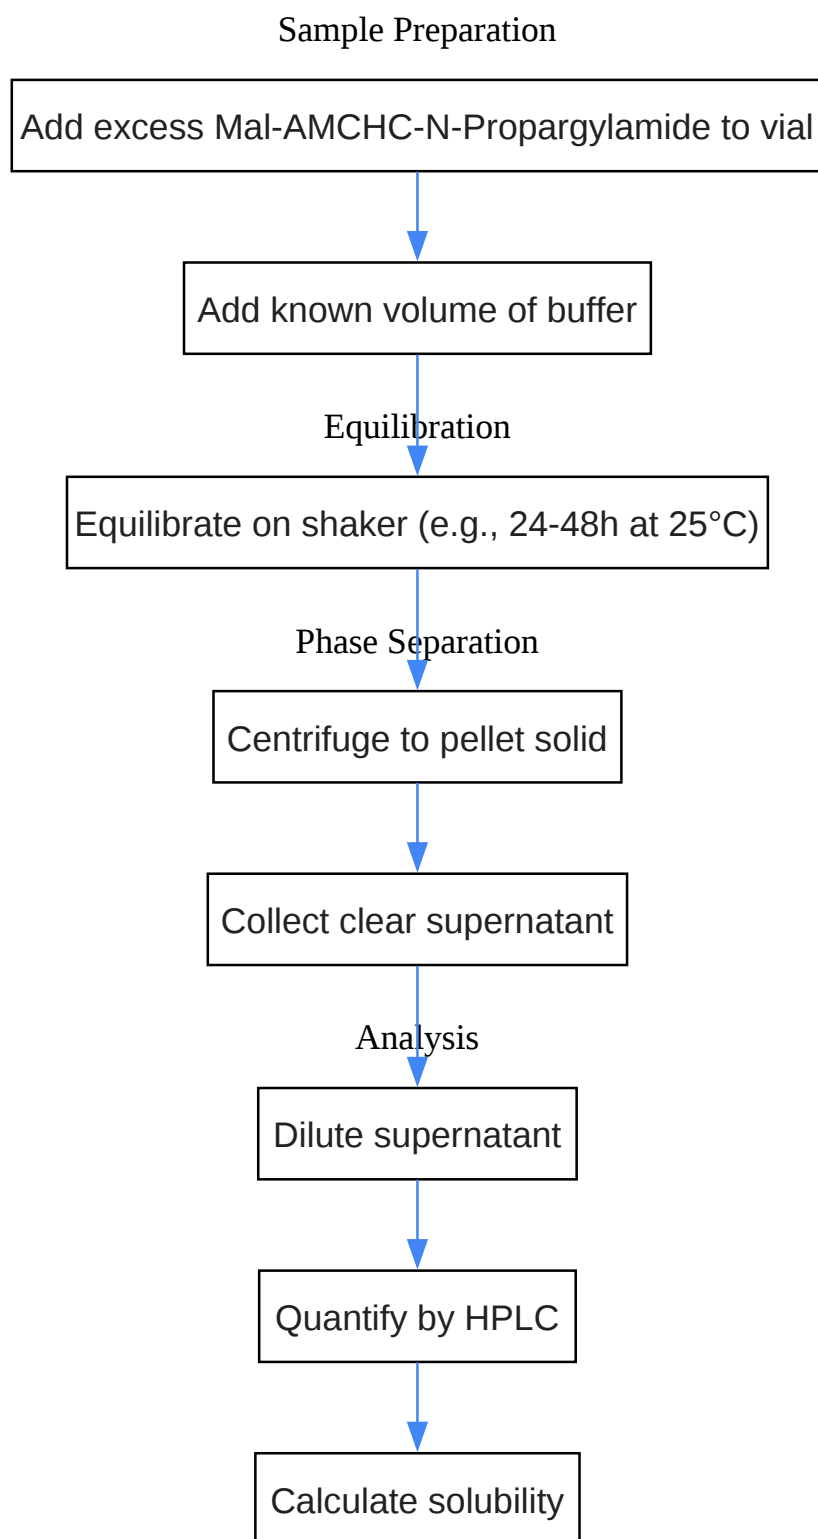 Sample Preparation
Add excess Mal-AMCHC-N-Propargylamide to vial
Add known volume of buffer
Equilibration
Equilibrate on shaker (e.g., 24-48h at 25°C)
Phase Separation
Centrifuge to pellet solid
Collect clear supernatant
Analysis
Dilute supernatant
Quantify by HPLC
Calculate solubility